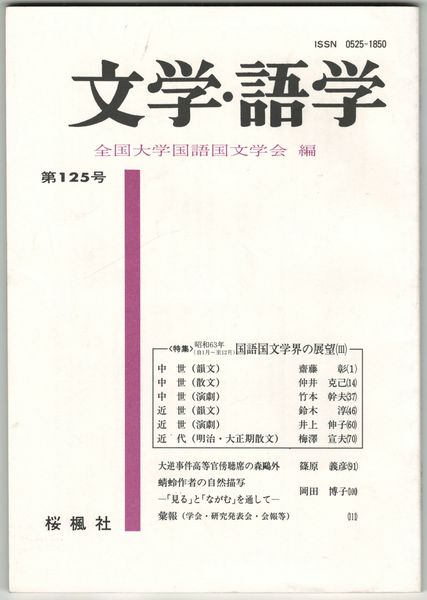 ISSN 0525-1850
文学・語学
全国大学国語国文学会 編
第125号
〈特集〉昭和63年(自1月~至12月)国語国文学界の展望(III)
中世(韻文) 齋藤 彰(1)
中世(散文) 仲井 克己(14)
中世(演劇) 竹本 幹夫(37)
近世(韻文) 鈴木 淳(46)
近世(演劇) 井上 伸子(60)
近代(明治・大正期散文) 梅澤 宣夫(70)
大逆事件高等官傍聴席の森鷗外 篠原 義彦(91)
蜻蛉作者の自然描写
―「見る」と「ながむ」を通して― 岡田 博子
彙報(学会・研究発表会・会報等) (111)
桜楓社